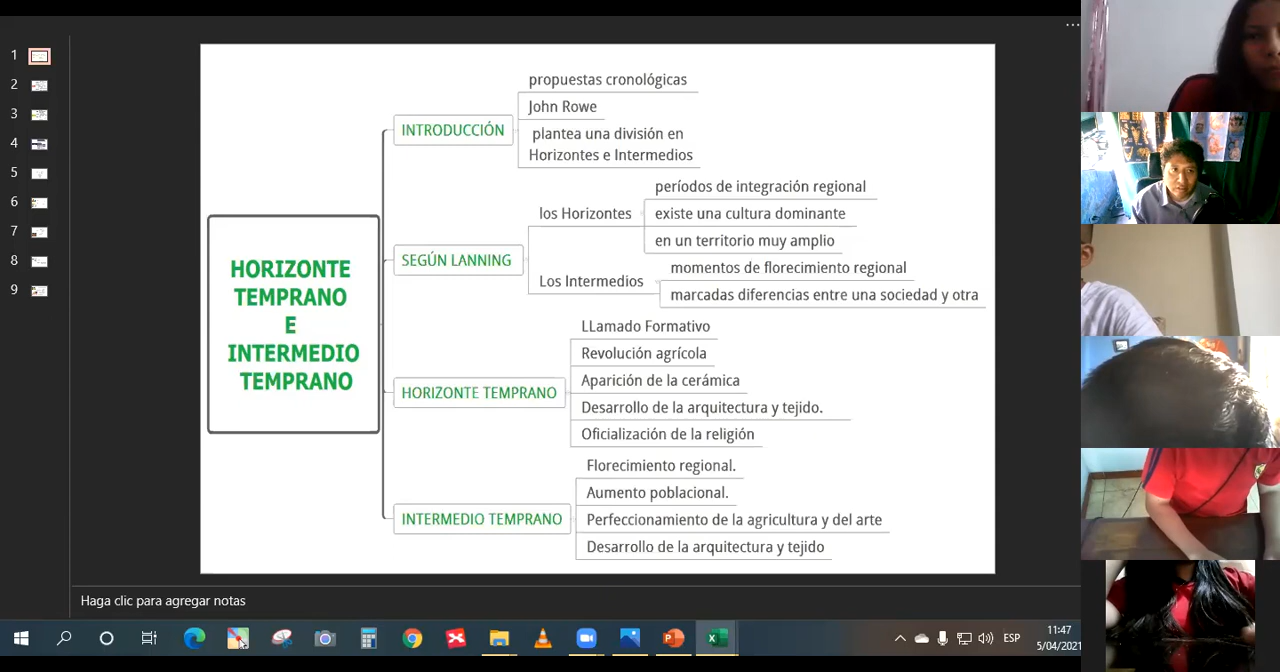 1
2
3
4
5
6
7
8
9
HORIZONTE
TEMPRANO
E
INTERMEDIO
TEMPRANO
INTRODUCCIÓN
propuestas cronológicas
John Rowe
plantea una división en
Horizontes e Intermedios
SEGÚN LANNING
los Horizontes
períodos de integración regional
existe una cultura dominante
en un territorio muy amplio
Los Intermedios
momentos de florecimiento regional
marcadas diferencias entre una sociedad y otra
HORIZONTE TEMPRANO
LLamado Formativo
Revolución agrícola
Aparición de la cerámica
Desarrollo de la arquitectura y tejido.
Oficialización de la religión
INTERMEDIO TEMPRANO
Florecimiento regional.
Aumento poblacional.
Perfeccionamiento de la agricultura y del arte
Desarrollo de la arquitectura y tejido
Haga clic para agregar notas
ESP
11:47
5/04/2021